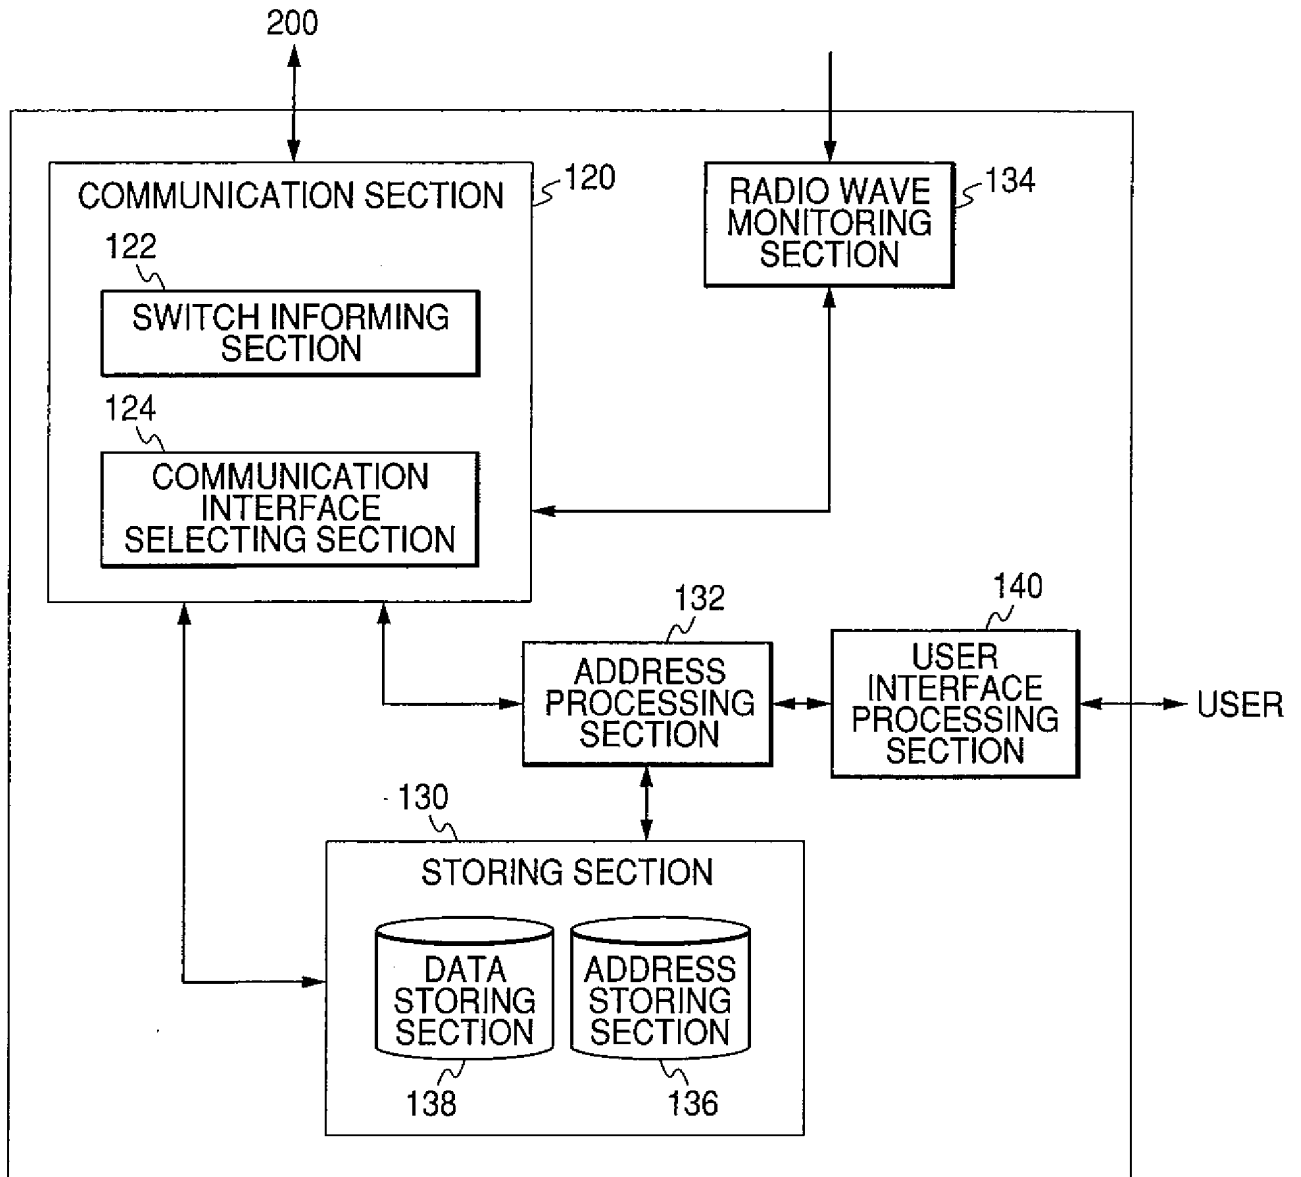 200
COMMUNICATION SECTION
120
122
SWITCH INFORMING
SECTION
124
COMMUNICATION
INTERFACE
SELECTING SECTION
RADIO WAVE
MONITORING
SECTION
134
132
ADDRESS
PROCESSING
SECTION
140
USER
INTERFACE
PROCESSING
SECTION
USER
130
STORING SECTION
DATA
STORING
SECTION
138
ADDRESS
STORING
SECTION
136